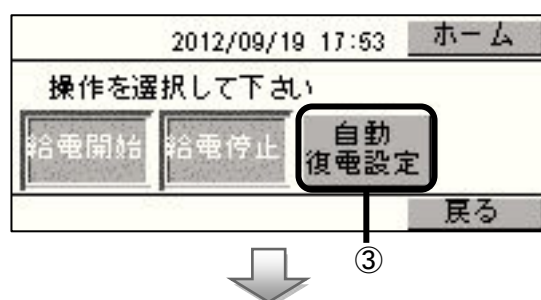 2012/09/19 17:53 ホーム
操作を選択して下さい
給電開始 給電停止 自動
復電設定
戻る
③